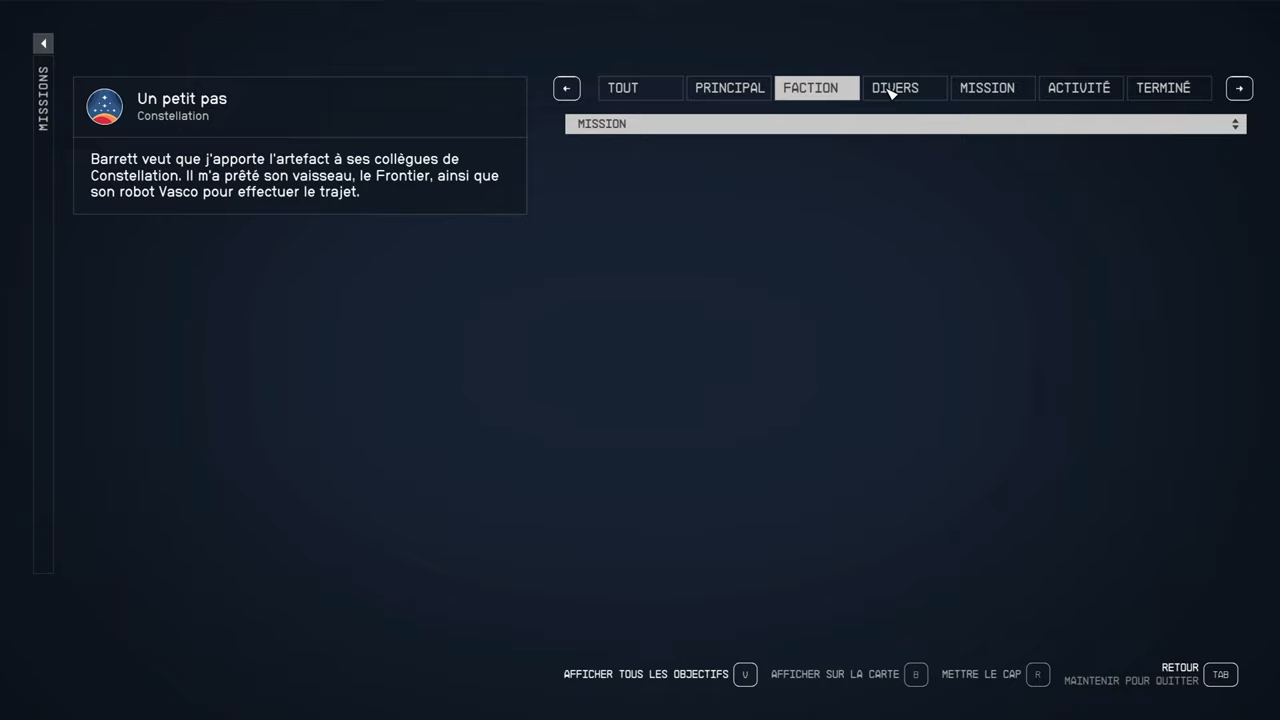 MISSIONS
Un petit pas
Constellation
Barrett veut que j'apporte l'artefact à ses collègues de
Constellation. Il m'a prêté son vaisseau, le Frontier, ainsi que
son robot Vasco pour effectuer le trajet.
TOUT
PRINCIPAL
FACTION
DIVERS
MISSION
ACTIVITÉ
TERMINÉ
MISSION
AFFICHER TOUS LES OBJECTIFS V
AFFICHER SUR LA CARTE B
METTRE LE CAP R
RETOUR
MAINTENIR POUR QUITTER
TAB